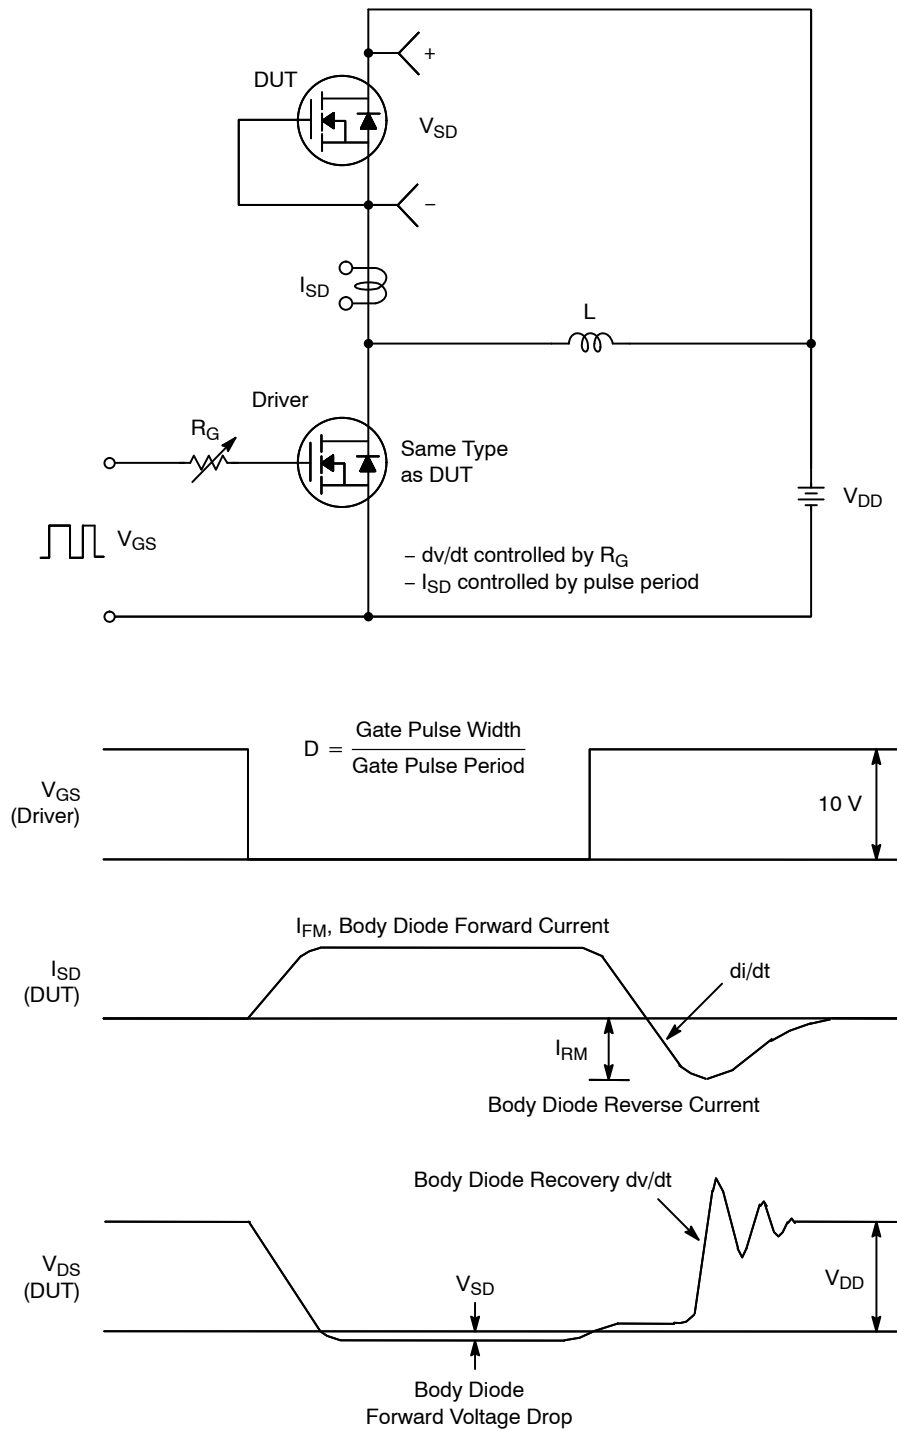 +
DUT
V_SD
−
I_SD
L
Driver
R_G
Same Type
as DUT
V_DD
V_GS
− dv/dt controlled by R_G
− I_SD controlled by pulse period
D = Gate Pulse Width
Gate Pulse Period
V_GS
(Driver)
10 V
I_FM, Body Diode Forward Current
I_SD
(DUT)
di/dt
I_RM
Body Diode Reverse Current
Body Diode Recovery dv/dt
V_DS
(DUT)
V_SD
V_DD
Body Diode
Forward Voltage Drop